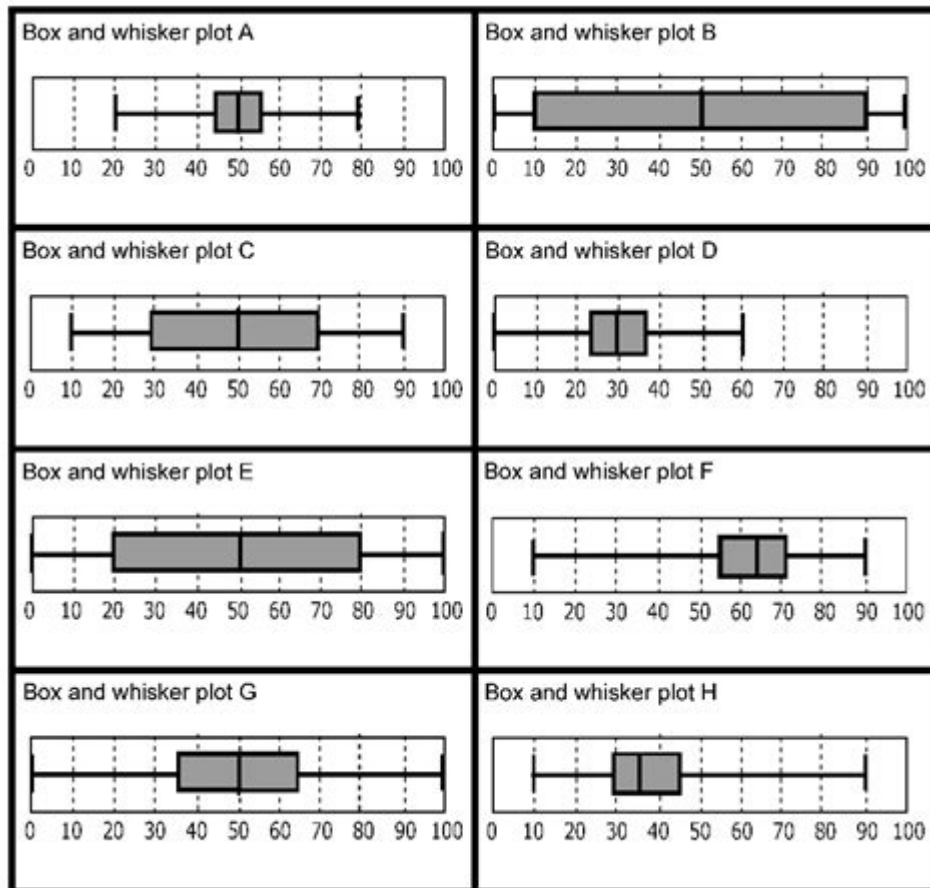 Box and whisker plot A
0 10 20 30 40 50 60 70 80 90 100
Box and whisker plot B
0 10 20 30 40 50 60 70 80 90 100
Box and whisker plot C
0 10 20 30 40 50 60 70 80 90 100
Box and whisker plot D
0 10 20 30 40 50 60 70 80 90 100
Box and whisker plot E
0 10 20 30 40 50 60 70 80 90 100
Box and whisker plot F
0 10 20 30 40 50 60 70 80 90 100
Box and whisker plot G
0 10 20 30 40 50 60 70 80 90 100
Box and whisker plot H
0 10 20 30 40 50 60 70 80 90 100